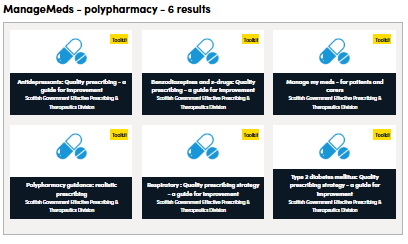 ManageMeds - polypharmacy - 6 results
Toolkit
Toolkit
Toolkit
Antidepressants: Quality prescribing - a
guide for improvement
Scottish Government Effective Prescribing &
Therapeutics Division
Benzodiazepines and z-drugs: Quality
prescribing - a guide for improvement
Scottish Government Effective Prescribing &
Therapeutics Division
Manage my meds - for patients and
carers
Scottish Government Effective Prescribing &
Therapeutics Division
Toolkit
Toolkit
Toolkit
Polypharmacy guidance: realistic
prescribing
Scottish Government Effective Prescribing &
Therapeutics Division
Respiratory : Quality prescribing strategy
- a guide for improvement
Scottish Government Effective Prescribing &
Therapeutics Division
Type 2 diabetes mellitus: Quality
prescribing strategy - a guide for
improvement
Scottish Government Effective Prescribing &
Therapeutics Division